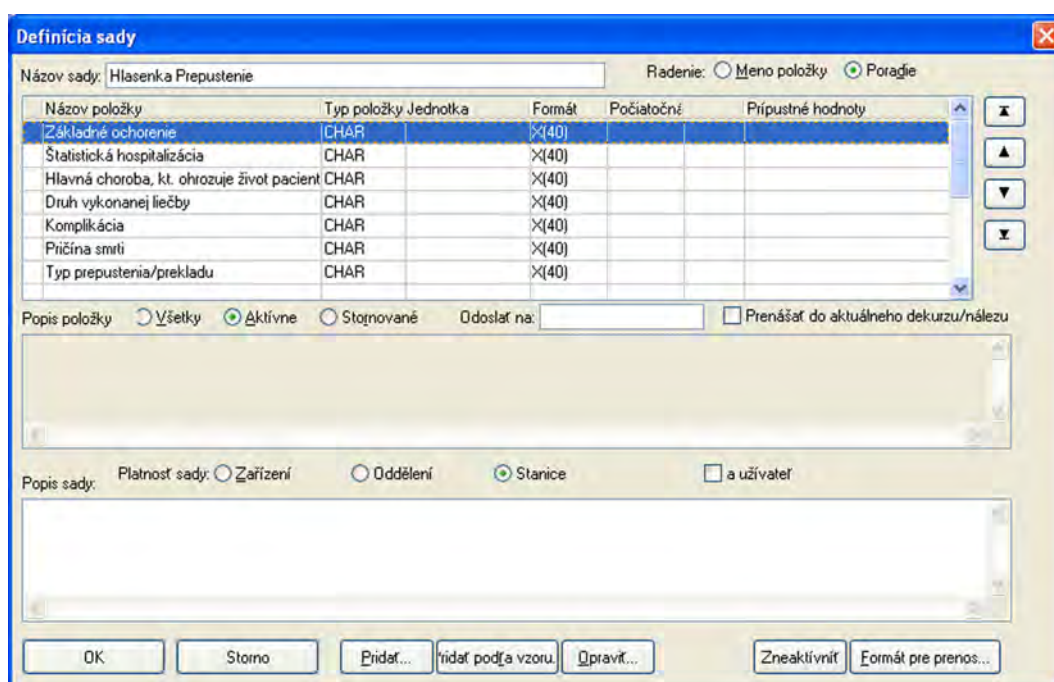 Definícia sady
Názov sady: Hlasenka Prepustenie Radenie: Meno položky Poradie
Názov položky Typ položky Jednotka Formát Počiatočná Prípustné hodnoty
Základné ochorenie CHAR X(40)
Štatistická hospitalizácia CHAR X(40)
Hlavná choroba, kt. ohrozuje život pacient CHAR X(40)
Druh vykonanej liečby CHAR X(40)
Komplikácia CHAR X(40)
Pričína smrti CHAR X(40)
Typ prepustenia/prekladu CHAR X(40)
Popis položky Všetky Aktívne Stornované Odoslať na: Prenášať do aktuálneho dekurzu/nálezu
Platnosť sady: Zařízení Oddělení Stanice a užívateľ
Popis sady:
OK Storno Pridať... 'ridať podľa vzoru. Opraviť... Zneaktívniť Formát pre prenos...